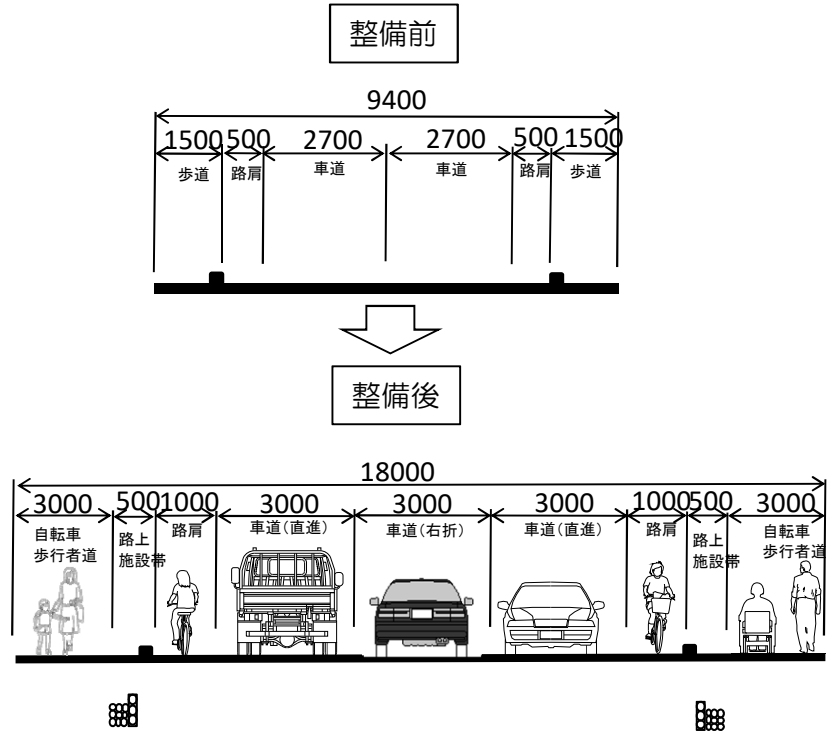 整備前
9400
1500 500 2700 2700 500 1500
歩道 路肩 車道 車道 路肩 歩道
整備後
18000
3000 500 1000 3000 3000 3000 1000 500 3000
自転車歩行者道 路上施設帯 路肩 車道(直進) 車道(右折) 車道(直進) 路肩 路上施設帯 自転車歩行者道